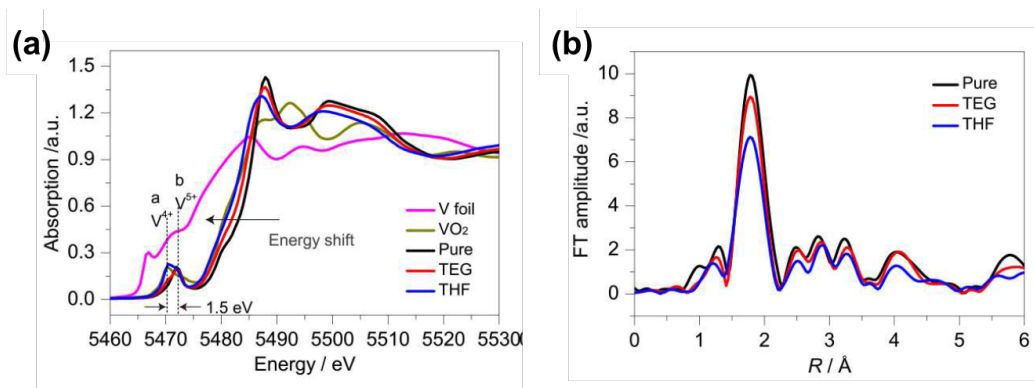 (a)
Absorption /a.u.
1.5
1.2
0.9
0.6
0.3
0.0
a
V4+
b
V5+
Energy shift
V foil
VO2
Pure
TEG
THF
1.5 eV
5460 5470 5480 5490 5500 5510 5520 5530
Energy / eV
(b)
FT amplitude /a.u.
10
8
6
4
2
0
Pure
TEG
THF
0 1 2 3 4 5 6
R / Å